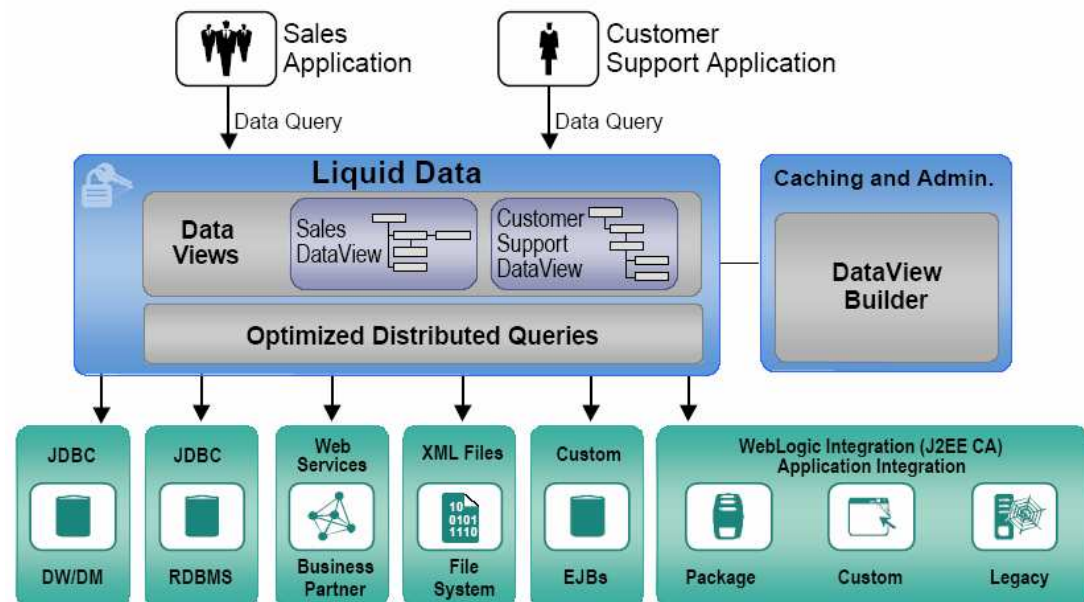 Sales
Application
Customer
Support Application
Data Query
Data Query
Liquid Data
Caching and Admin.
Data
Views
Sales
DataView
Customer
Support
DataView
DataView
Builder
Optimized Distributed Queries
JDBC
DW/DM
JDBC
RDBMS
Web
Services
Business
Partner
XML Files
10
0101
1110
File
System
Custom
EJBs
WebLogic Integration (J2EE CA)
Application Integration
Package
Custom
Legacy